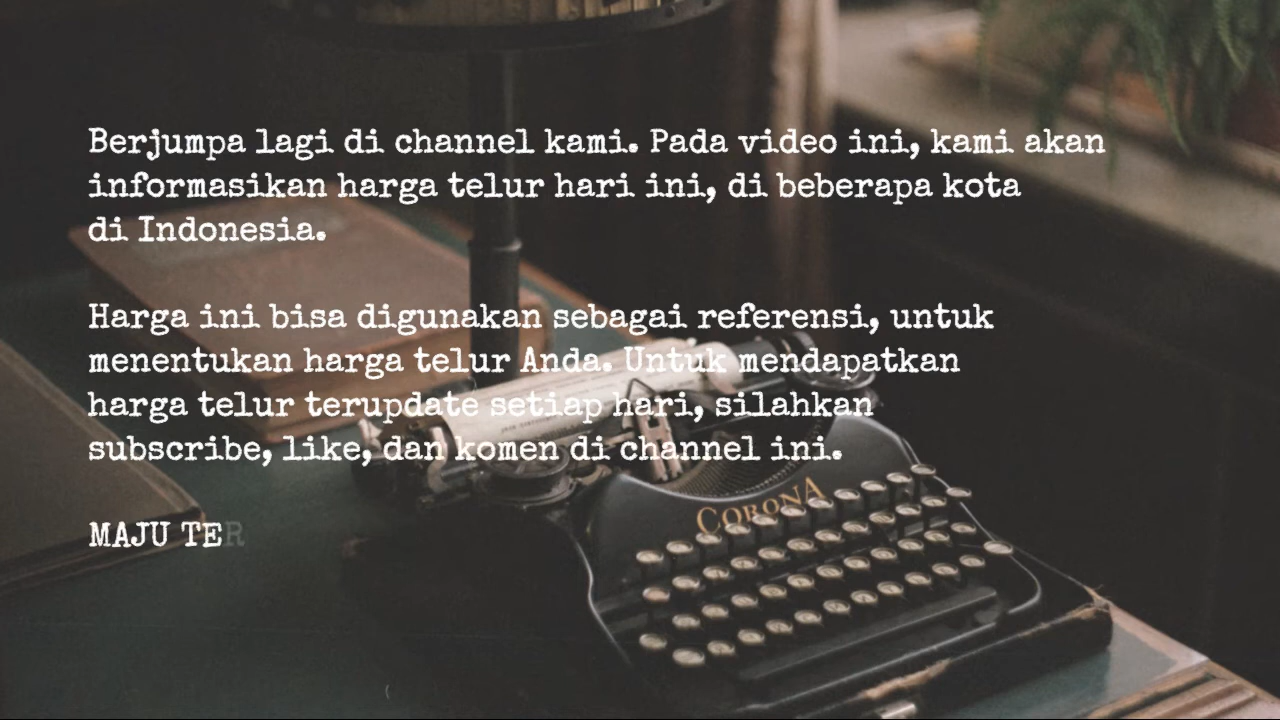 Berjumpa lagi di channel kami. Pada video ini, kami akan
informasikan harga telur hari ini, di beberapa kota
di Indonesia.
Harga ini bisa digunakan sebagai referensi, untuk
menentukan harga telur Anda. Untuk mendapatkan
harga telur terupdate setiap hari, silahkan
subscribe, like, dan komen di channel ini.
MAJU TER
CORONA